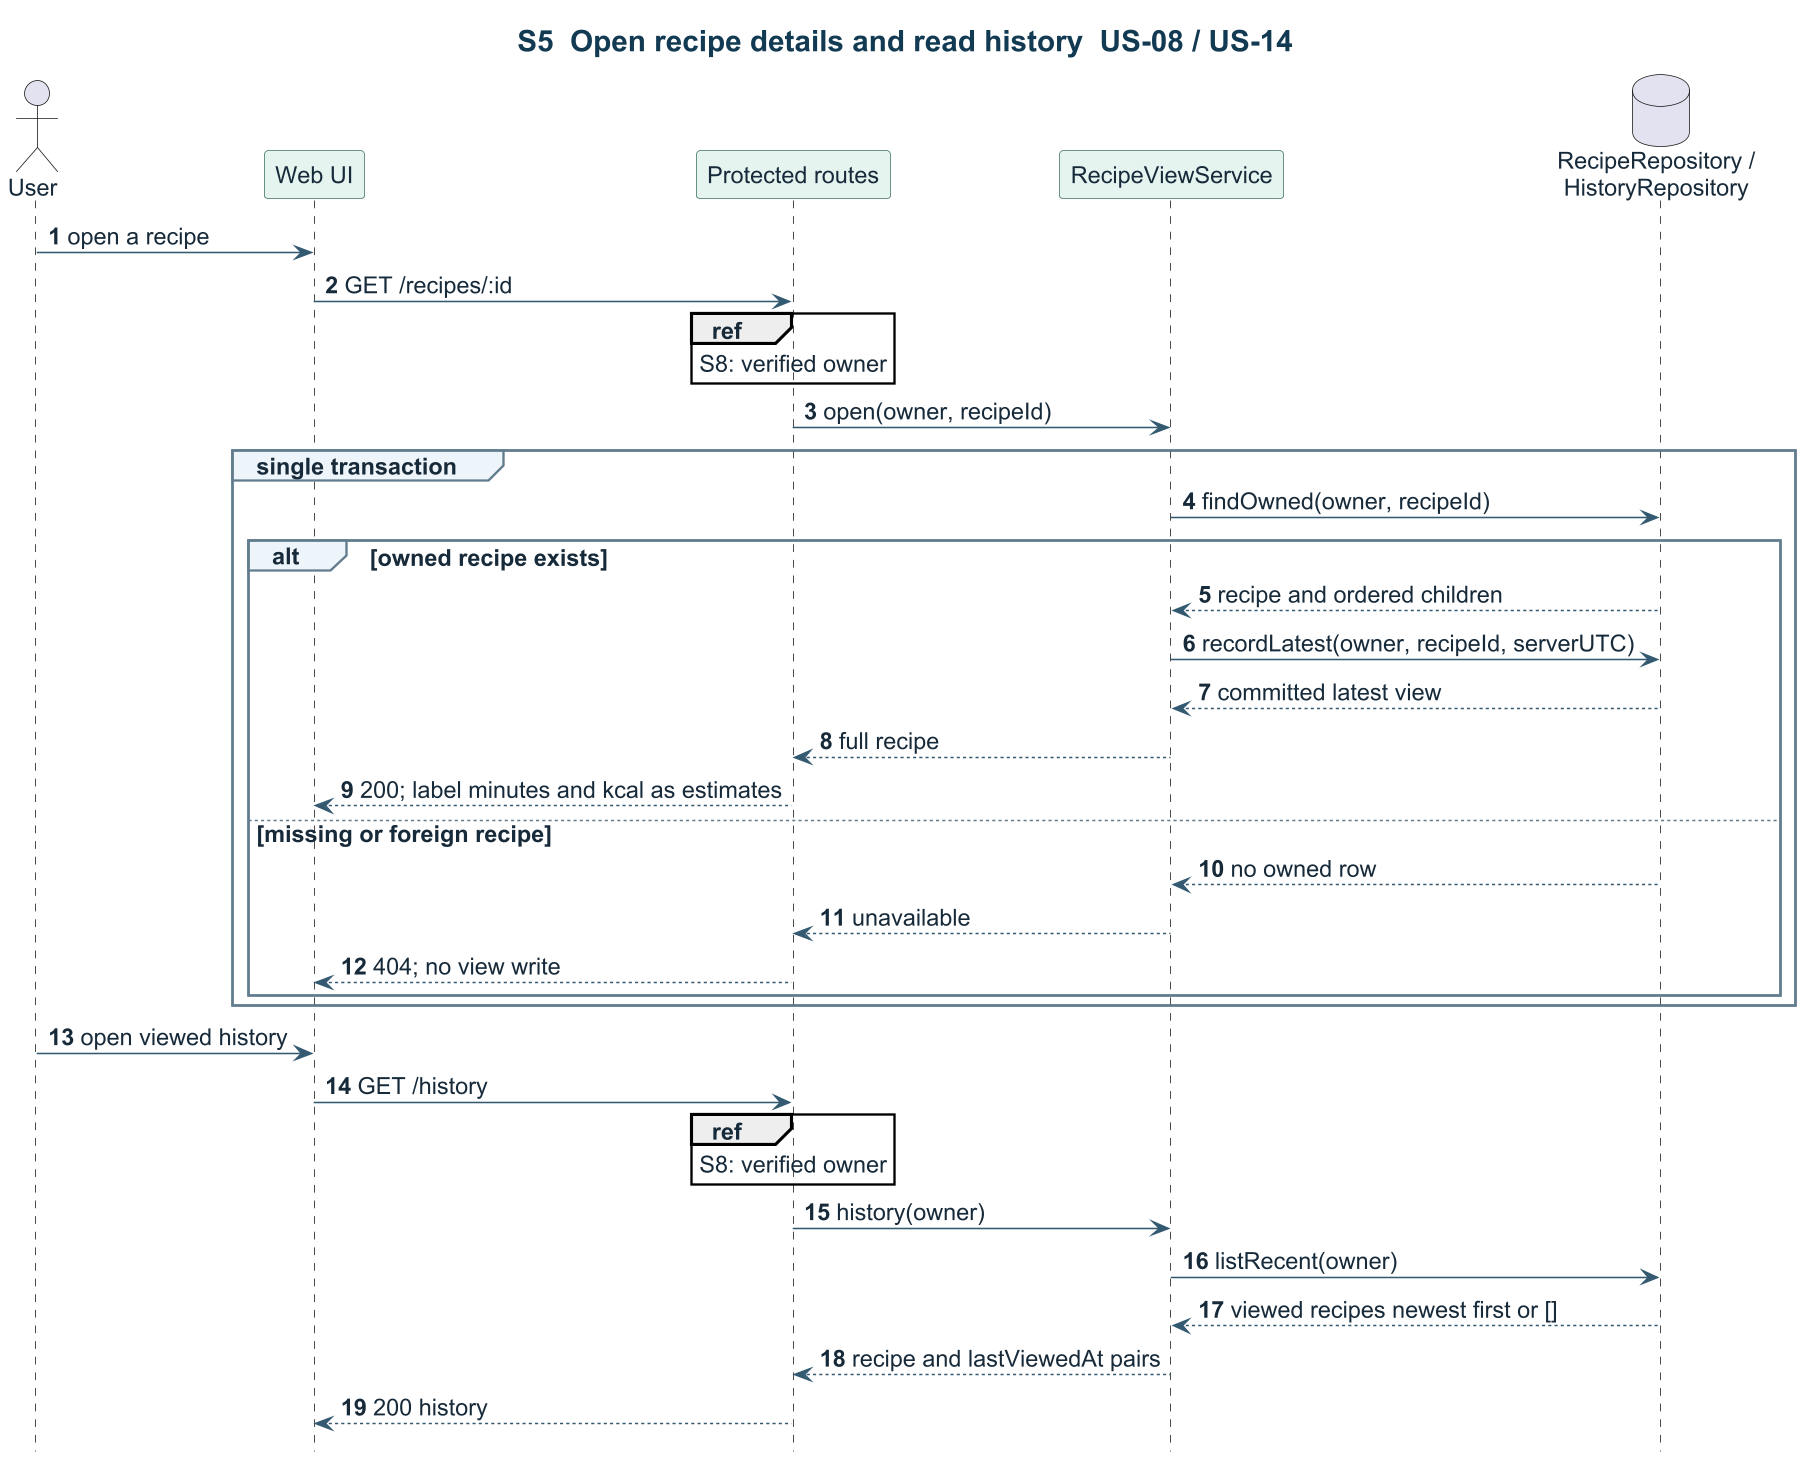 S5  Open recipe details and read history  US-08 / US-14
User
Web UI
Protected routes
RecipeViewService
RecipeRepository /
HistoryRepository
1 open a recipe
2 GET /recipes/:id
ref
S8: verified owner
3 open(owner, recipeId)
single transaction
4 findOwned(owner, recipeId)
alt
[owned recipe exists]
5 recipe and ordered children
6 recordLatest(owner, recipeId, serverUTC)
7 committed latest view
8 full recipe
9 200; label minutes and kcal as estimates
[missing or foreign recipe]
10 no owned row
11 unavailable
12 404; no view write
13 open viewed history
14 GET /history
ref
S8: verified owner
15 history(owner)
16 listRecent(owner)
17 viewed recipes newest first or []
18 recipe and lastViewedAt pairs
19 200 history